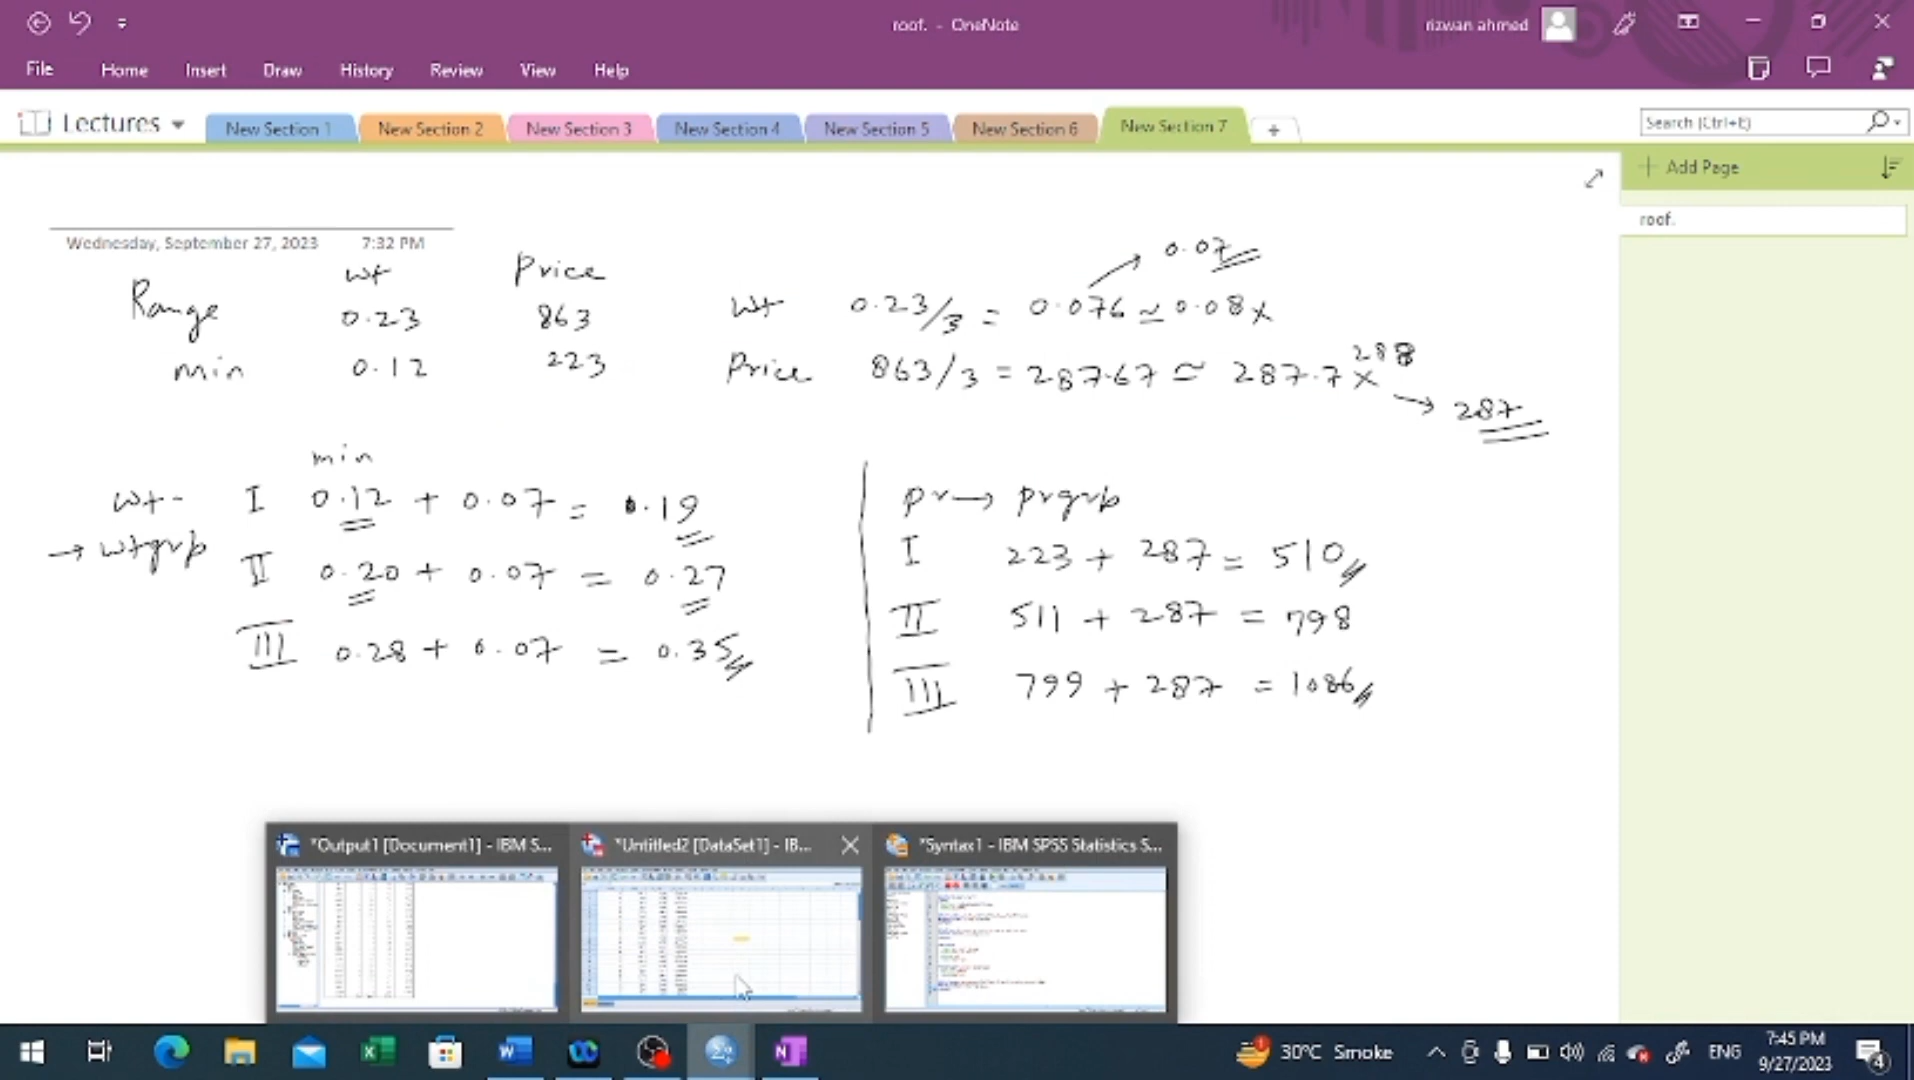 roof. - OneNote
rizwan ahmed
File Home Insert Draw History Review View Help
Lectures
New Section 1 New Section 2 New Section 3 New Section 4 New Section 5 New Section 6 New Section 7 +
Search (Ctrl+E)
Add Page
roof.
Wednesday, September 27, 2023 7:32 PM
wt Price
Range 0.23 863
min 0.12 223
0.07
wt 0.23/3 = 0.076 ≃ 0.08 x
Price 863/3 = 287.67 ≃ 287.7 x 288
→ 287
min
wt- I 0.12 + 0.07 = 0.19
→ wtgrp II 0.20 + 0.07 = 0.27
III 0.28 + 0.07 = 0.35
pr → prgrp
I 223 + 287 = 510
II 511 + 287 = 798
III 799 + 287 = 1086
*Output1 [Document1] - IBM S...
*Untitled2 [DataSet1] - IB...
*Syntax1 - IBM SPSS Statistics S...
30°C Smoke
ENG
7:45 PM
9/27/2023
4